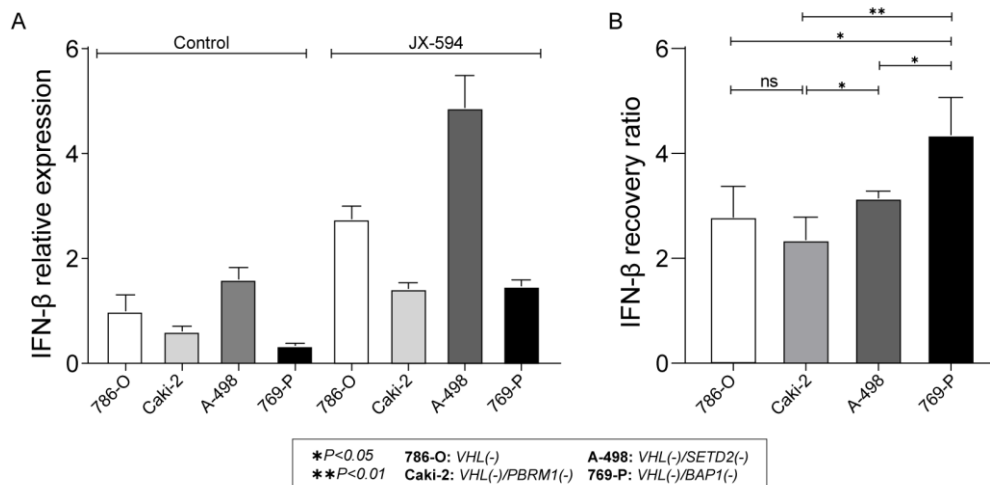 A
Control
JX-594
IFN-β relative expression
6
4
2
0
786-O
Caki-2
A-498
769-P
786-O
Caki-2
A-498
769-P
B
**
*
*
ns
*
IFN-β recovery ratio
6
4
2
0
786-O
Caki-2
A-498
769-P
*P<0.05 786-O: VHL(-) A-498: VHL(-)/SETD2(-)
**P<0.01 Caki-2: VHL(-)/PBRM1(-) 769-P: VHL(-)/BAP1(-)